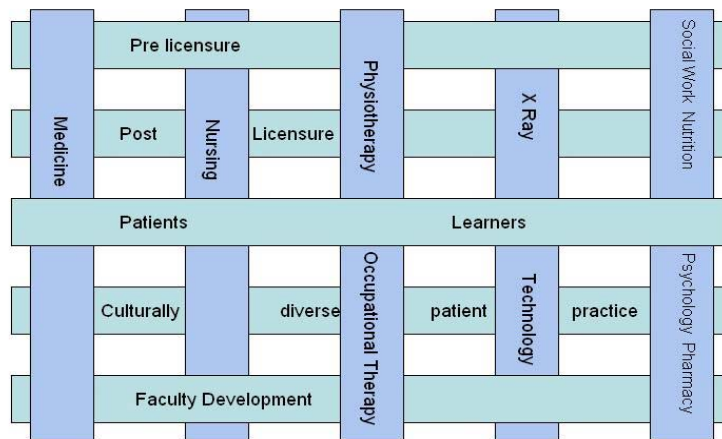 Pre licensure
Post Licensure
Patients Learners
Culturally diverse patient practice
Faculty Development
Medicine
Nursing
Physiotherapy
Occupational Therapy
X Ray
Technology
Social Work Nutrition
Psychology Pharmacy